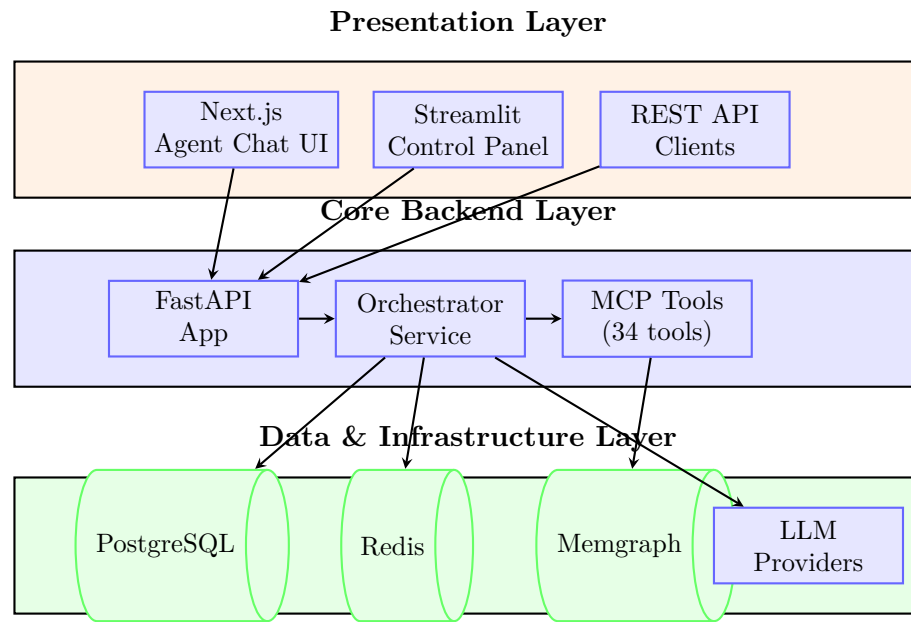 Presentation Layer
Next.js
Agent Chat UI
Streamlit
Control Panel
REST API
Clients
Core Backend Layer
FastAPI
App
Orchestrator
Service
MCP Tools
(34 tools)
Data & Infrastructure Layer
PostgreSQL
Redis
Memgraph
LLM
Providers